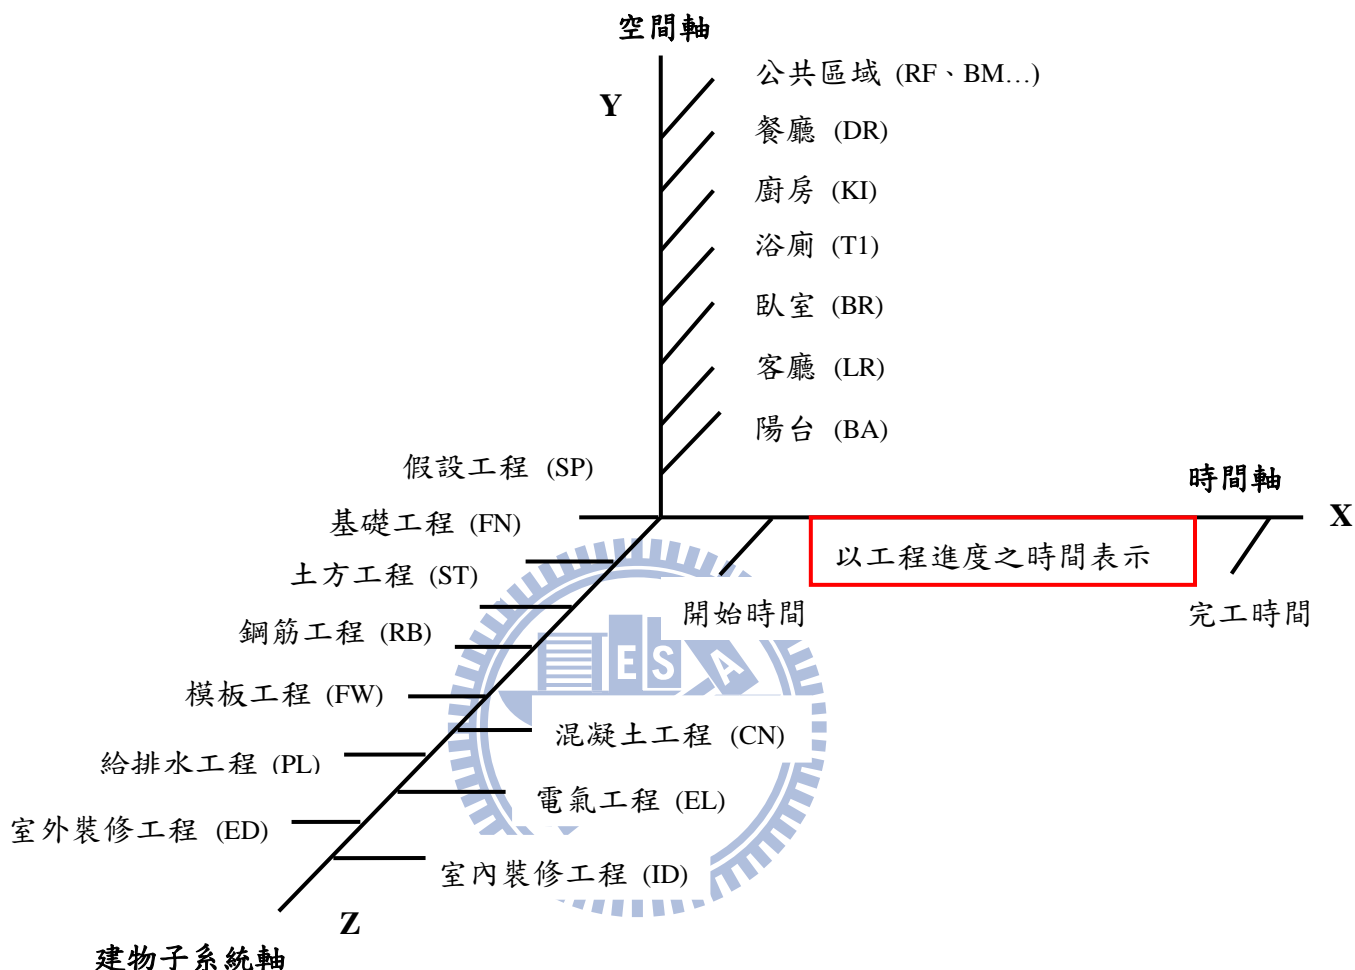 空間軸
Y
公共區域 (RF、BM…)
餐廳 (DR)
廚房 (KI)
浴廁 (T1)
臥室 (BR)
客廳 (LR)
陽台 (BA)
假設工程 (SP)
時間軸
X
基礎工程 (FN)
以工程進度之時間表示
土方工程 (ST)
開始時間
完工時間
鋼筋工程 (RB)
ESA
模板工程 (FW)
混凝土工程 (CN)
給排水工程 (PL)
電氣工程 (EL)
室外裝修工程 (ED)
室內裝修工程 (ID)
Z
建物子系統軸